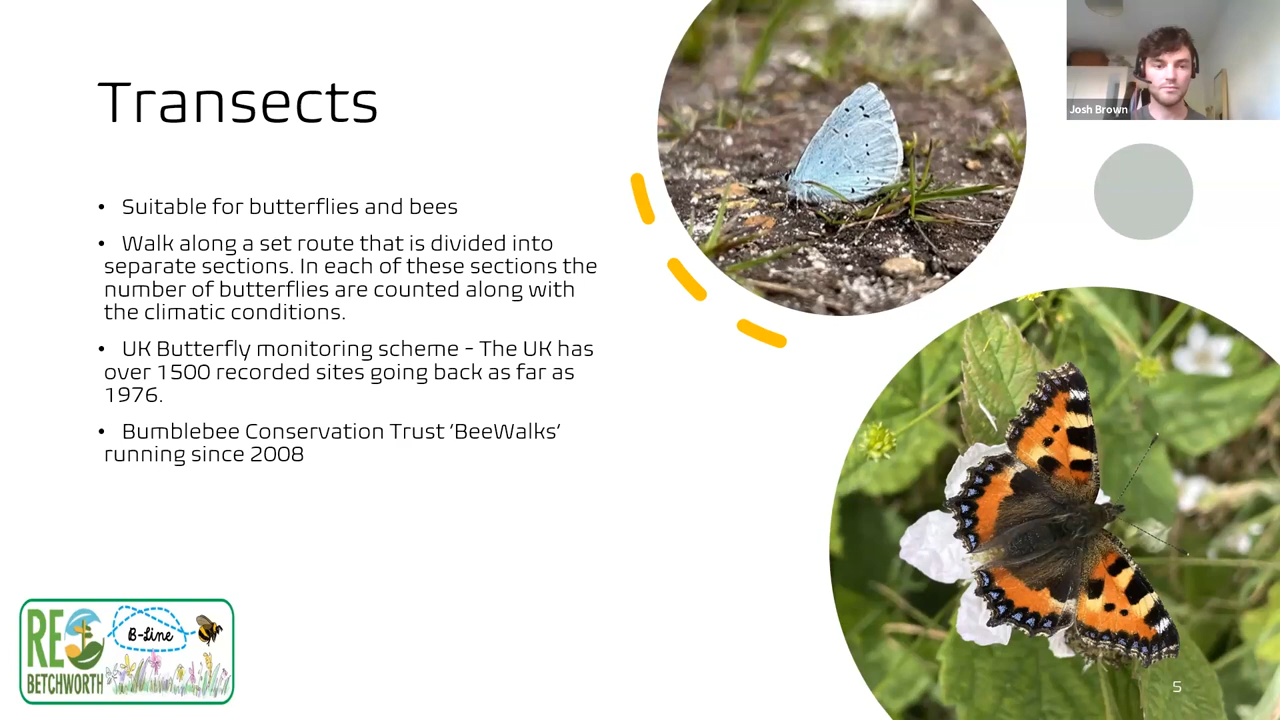 Josh Brown
Transects
• Suitable for butterflies and bees
• Walk along a set route that is divided into
separate sections. In each of these sections the
number of butterflies are counted along with
the climatic conditions.
• UK Butterfly monitoring scheme – The UK has
over 1500 recorded sites going back as far as
1976.
• Bumblebee Conservation Trust ‘BeeWalks’
running since 2008
RE
B-Line
BETCHWORTH
5